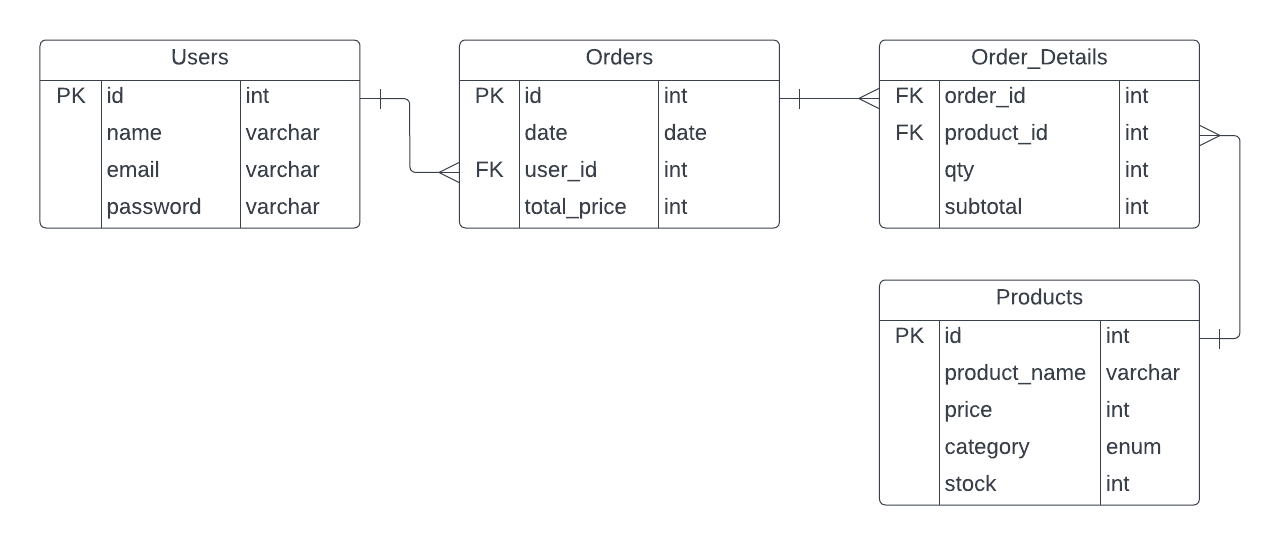 Users
PK id int
name varchar
email varchar
password varchar
Orders
PK id int
date date
FK user_id int
total_price int
Order_Details
FK order_id int
FK product_id int
qty int
subtotal int
Products
PK id int
product_name varchar
price int
category enum
stock int